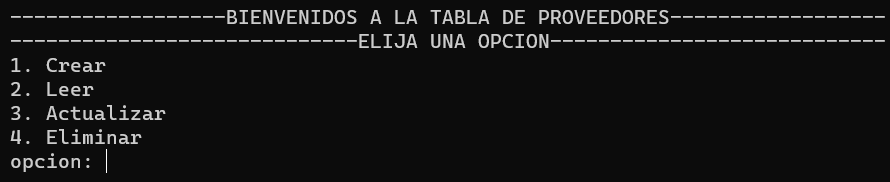 ------------------BIENVENIDOS A LA TABLA DE PROVEEDORES------------------
-----------------------------ELIJA UNA OPCION----------------------------
1. Crear
2. Leer
3. Actualizar
4. Eliminar
opcion: